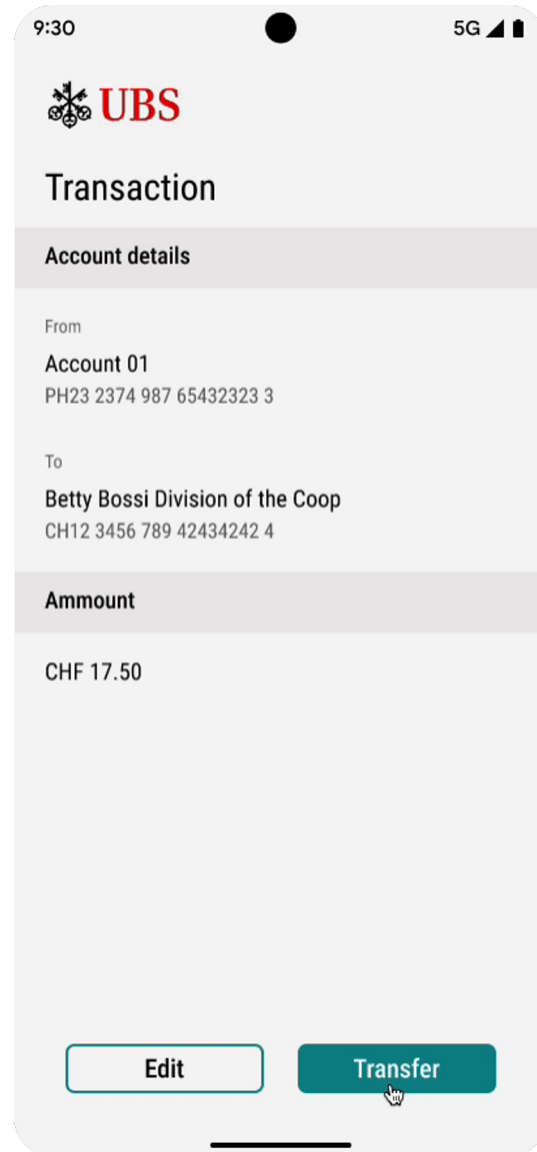 9:30 5G
UBS
Transaction
Account details
From
Account 01
PH23 2374 987 65432323 3
To
Betty Bossi Division of the Coop
CH12 3456 789 42434242 4
Ammount
CHF 17.50
Edit Transfer